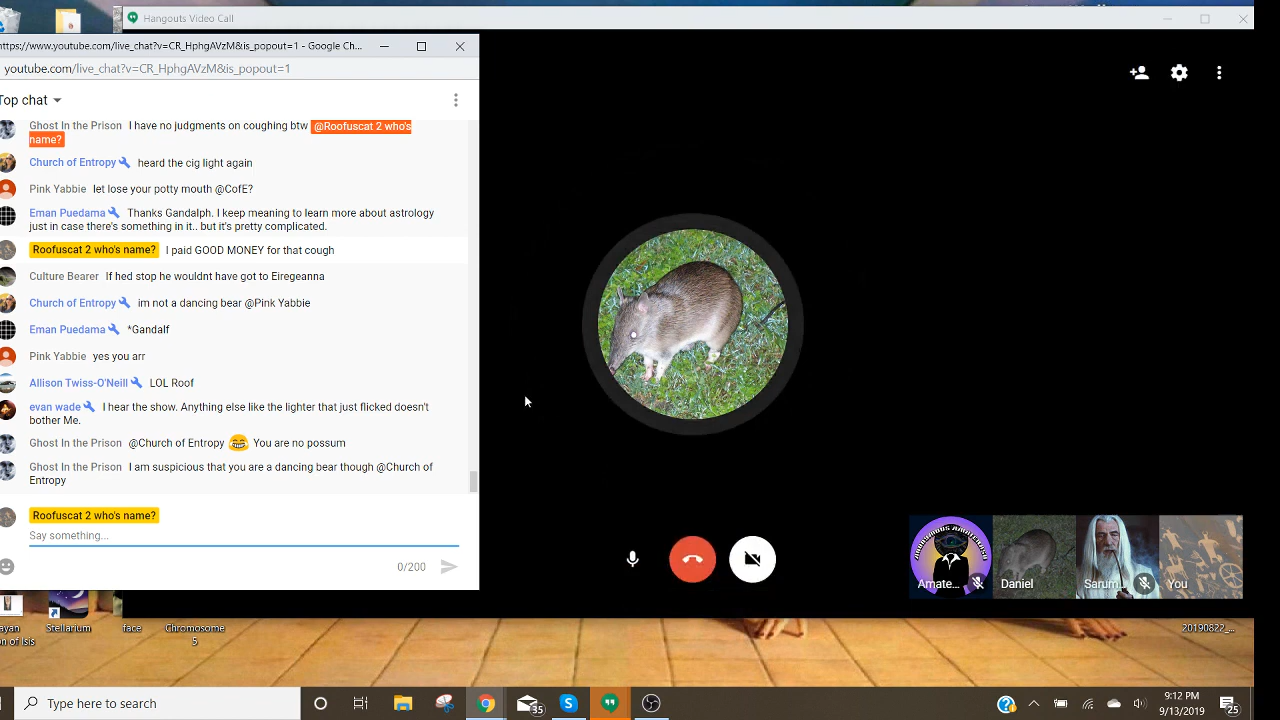 Hangouts Video Call
https://www.youtube.com/live_chat?v=CR_HphgAVzM&is_popout=1 - Google Ch...
youtube.com/live_chat?v=CR_HphgAVzM&is_popout=1
Top chat
Ghost In the Prison I have no judgments on coughing btw @Roofuscat 2 who's
name?
Church of Entropy heard the cig light again
Pink Yabbie let lose your potty mouth @CofE?
Eman Puedama Thanks Gandalph. I keep meaning to learn more about astrology
just in case there's something in it.. but it's pretty complicated.
Roofuscat 2 who's name? I paid GOOD MONEY for that cough
Culture Bearer If hed stop he wouldnt have got to Eiregeanna
Church of Entropy im not a dancing bear @Pink Yabbie
Eman Puedama *Gandalf
Pink Yabbie yes you arr
Allison Twiss-O'Neill LOL Roof
evan wade I hear the show. Anything else like the lighter that just flicked doesn't
bother Me.
Ghost In the Prison @Church of Entropy 😂 You are no possum
Ghost In the Prison I am suspicious that you are a dancing bear though @Church of
Entropy
Roofuscat 2 who's name?
Say something...
0/200
ANONYMOUS
Amate...
Daniel
Sarum...
You
ayan
on of Isis
Stellarium
face
Chromosome
5
20190822_...
Type here to search
35
9:12 PM
9/13/2019
25